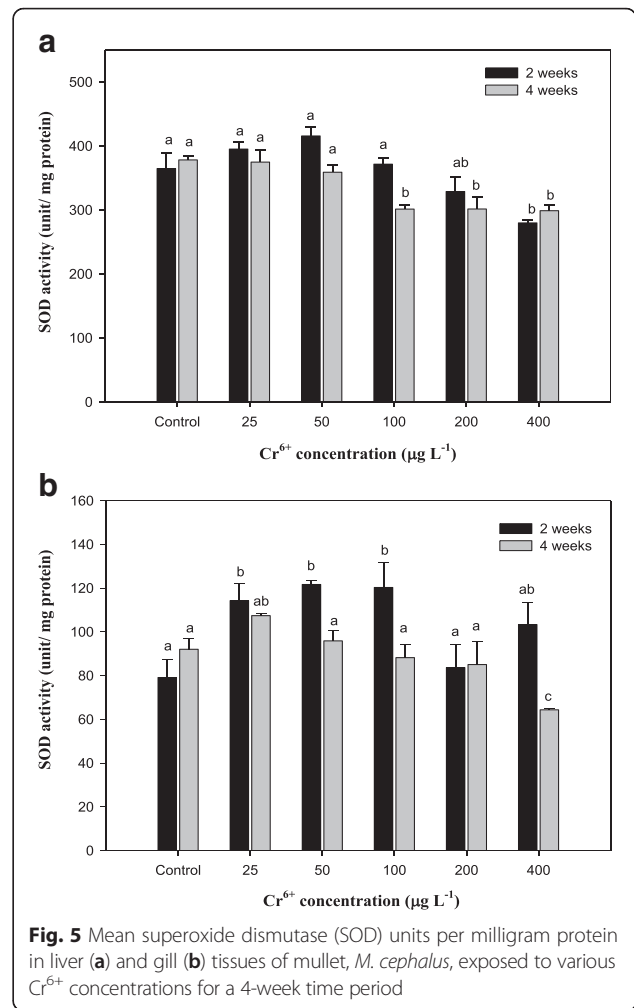 a
2 weeks
4 weeks
SOD activity (unit/ mg protein)
500
400
300
200
100
0
a a a a a a a b ab b b b
Control 25 50 100 200 400
Cr⁶⁺ concentration (µg L⁻¹)
b
2 weeks
4 weeks
SOD activity (unit/ mg protein)
160
140
120
100
80
60
40
20
0
a a b ab b a b a a a ab c
Control 25 50 100 200 400
Cr⁶⁺ concentration (µg L⁻¹)
Fig. 5 Mean superoxide dismutase (SOD) units per milligram protein
in liver (a) and gill (b) tissues of mullet, M. cephalus, exposed to various
Cr⁶⁺ concentrations for a 4-week time period